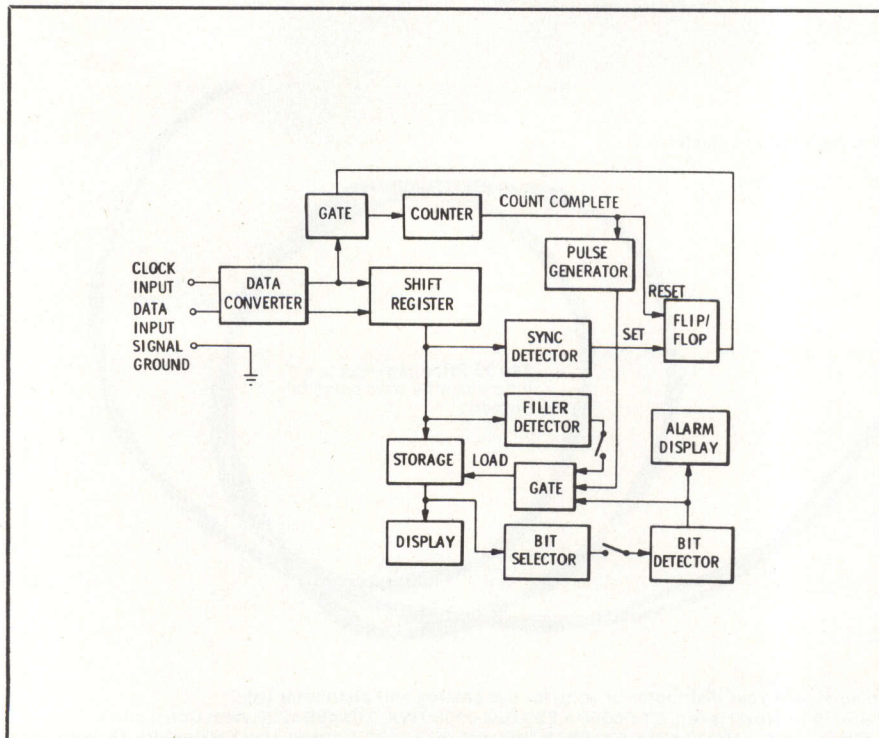 GATE
COUNTER
COUNT COMPLETE
PULSE
GENERATOR
CLOCK
INPUT
DATA
INPUT
SIGNAL
GROUND
DATA
CONVERTER
SHIFT
REGISTER
RESET
FLIP/
FLOP
SYNC
DETECTOR
SET
FILLER
DETECTOR
ALARM
DISPLAY
STORAGE
LOAD
GATE
DISPLAY
BIT
SELECTOR
BIT
DETECTOR